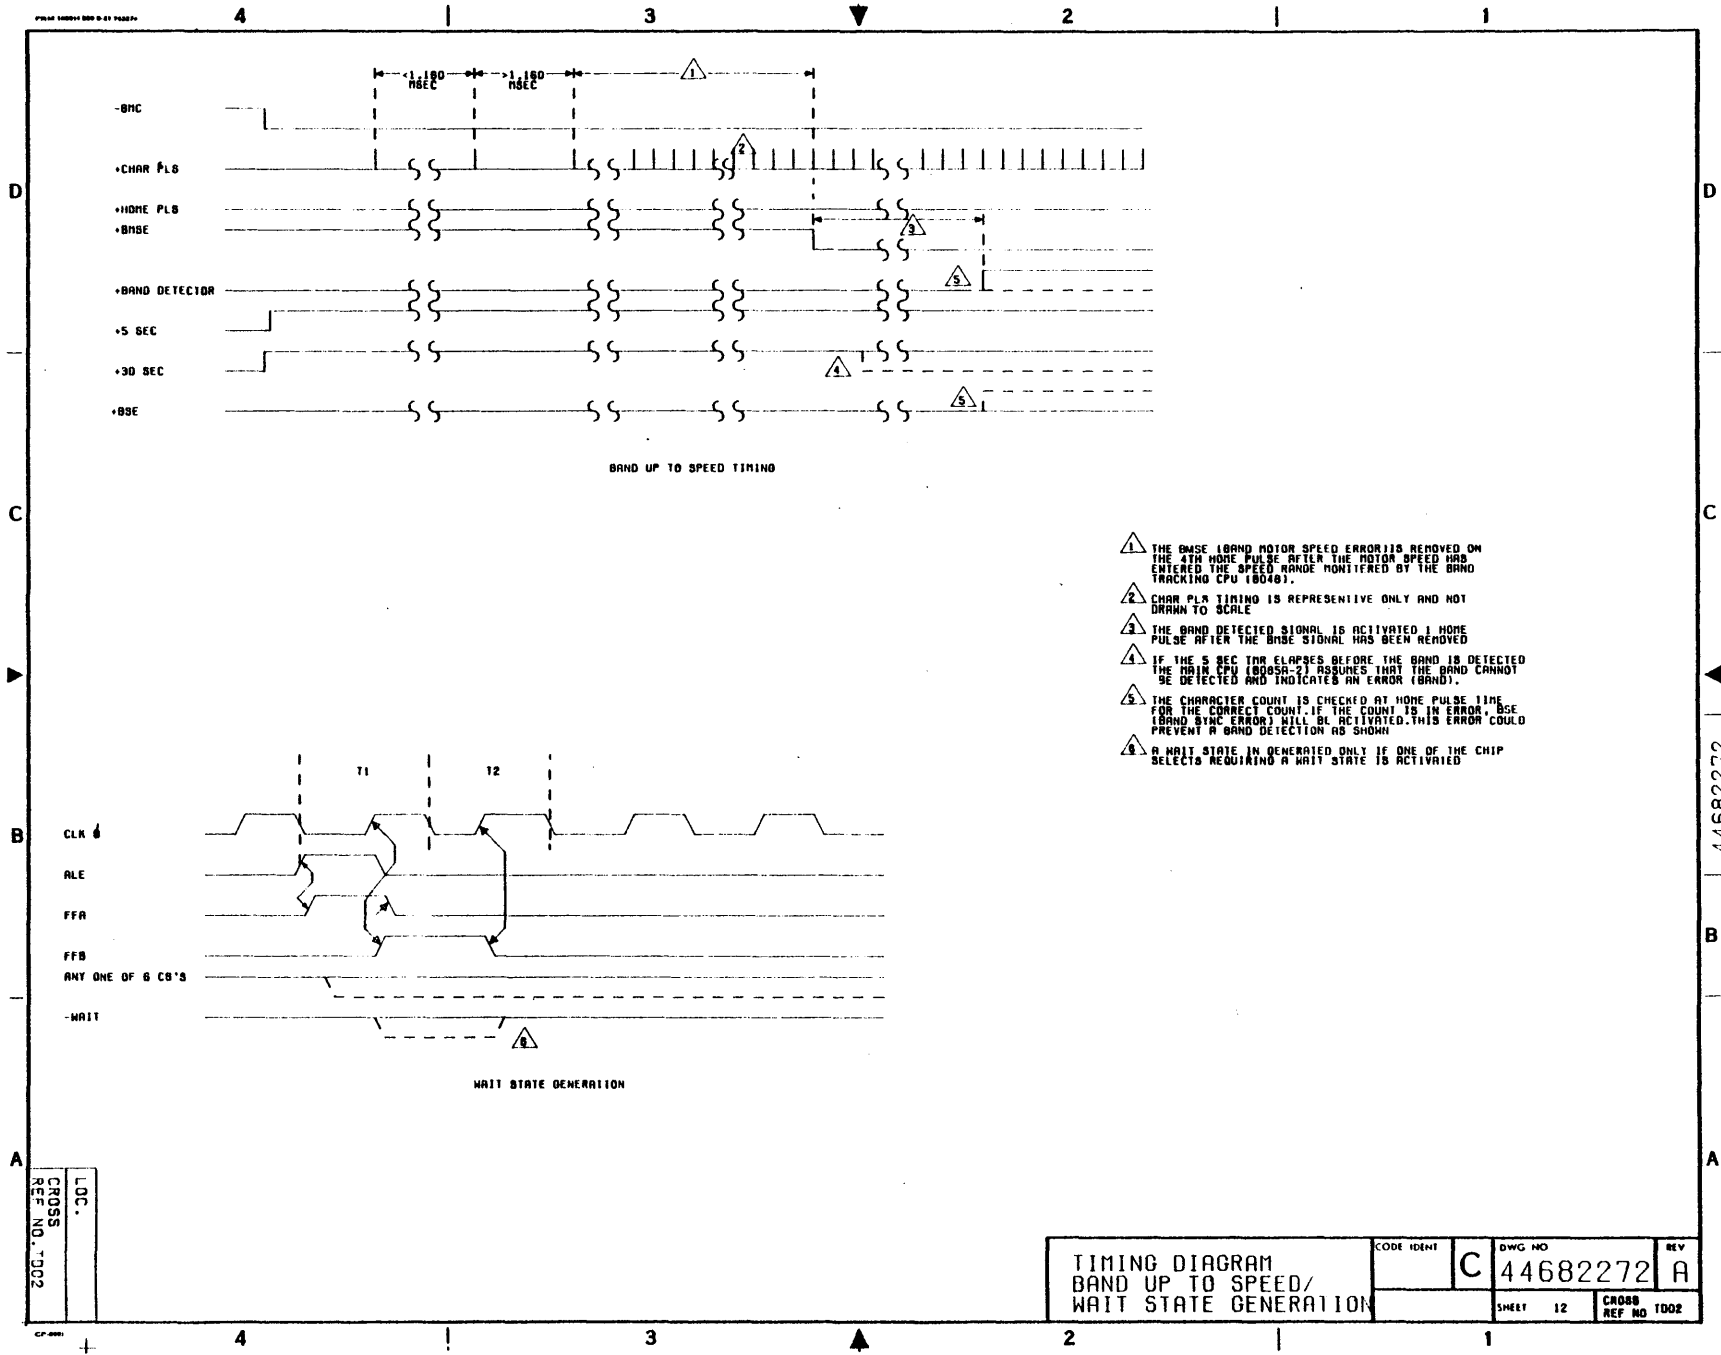 4 3 2 1
<1.160 MSEC
>1.160 MSEC
1
-BMC
2
+CHAR PLS
+HOME PLS
+BMSE
3
5
+BAND DETECTOR
+5 SEC
+30 SEC
4
5
+BSE
BAND UP TO SPEED TIMING
D
D
C
C
1 THE BMSE (BAND MOTOR SPEED ERROR)IS REMOVED ON
THE 4TH HOME PULSE AFTER THE MOTOR SPEED HAS
ENTERED THE SPEED RANGE MONITFRED BY THE BAND
TRACKING CPU (8048).
2 CHAR PLS TIMING IS REPRESENTIVE ONLY AND NOT
DRAWN TO SCALE
3 THE BAND DETECTED SIGNAL IS ACTIVATED 1 HOME
PULSE AFTER THE BMSE SIGNAL HAS BEEN REMOVED
4 IF THE 5 SEC TMR ELAPSES BEFORE THE BAND IS DETECTED
THE MAIN CPU (8085A-2) ASSUMES THAT THE BAND CANNOT
BE DETECTED AND INDICATES AN ERROR (BAND).
5 THE CHARACTER COUNT IS CHECKED AT HOME PULSE TIME
FOR THE CORRECT COUNT.IF THE COUNT IS IN ERROR, BSE
(BAND SYNC ERROR) WILL BE ACTIVATED.THIS ERROR COULD
PREVENT A BAND DETECTION AS SHOWN
6 A WAIT STATE IN GENERATED ONLY IF ONE OF THE CHIP
SELECTS REQUIRING A WAIT STATE IS ACTIVATED
44682272
T1 T2
B
B
CLK
ALE
FFA
FFB
ANY ONE OF 6 CS'S
-WAIT
6
WAIT STATE GENERATION
A
A
LOC.
CROSS
REF NO. TD02
TIMING DIAGRAM
BAND UP TO SPEED/
WAIT STATE GENERATION
CODE IDENT
C
DWG NO
44682272
REV
A
SHEET 12
CROSS
REF NO TD02
4 3 2 1